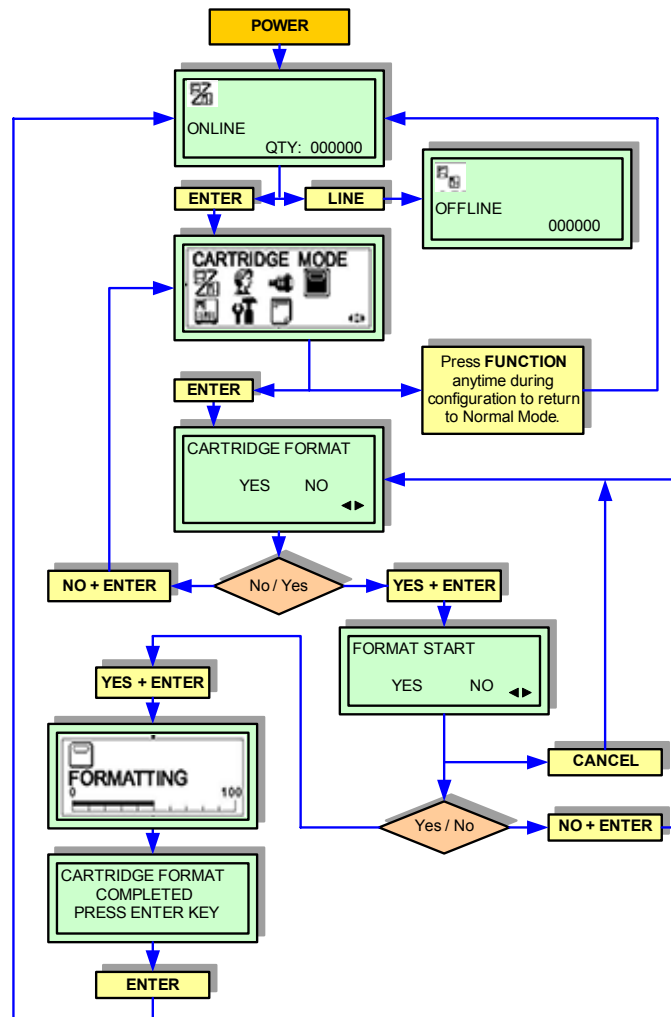 POWER
ONLINE
QTY: 000000
ENTER
LINE
OFFLINE
000000
CARTRIDGE MODE
Press FUNCTION
anytime during
configuration to return
to Normal Mode.
ENTER
CARTRIDGE FORMAT
YES NO
NO + ENTER
No / Yes
YES + ENTER
FORMAT START
YES NO
YES + ENTER
FORMATTING
0 100
CANCEL
Yes / No
NO + ENTER
CARTRIDGE FORMAT
COMPLETED
PRESS ENTER KEY
ENTER